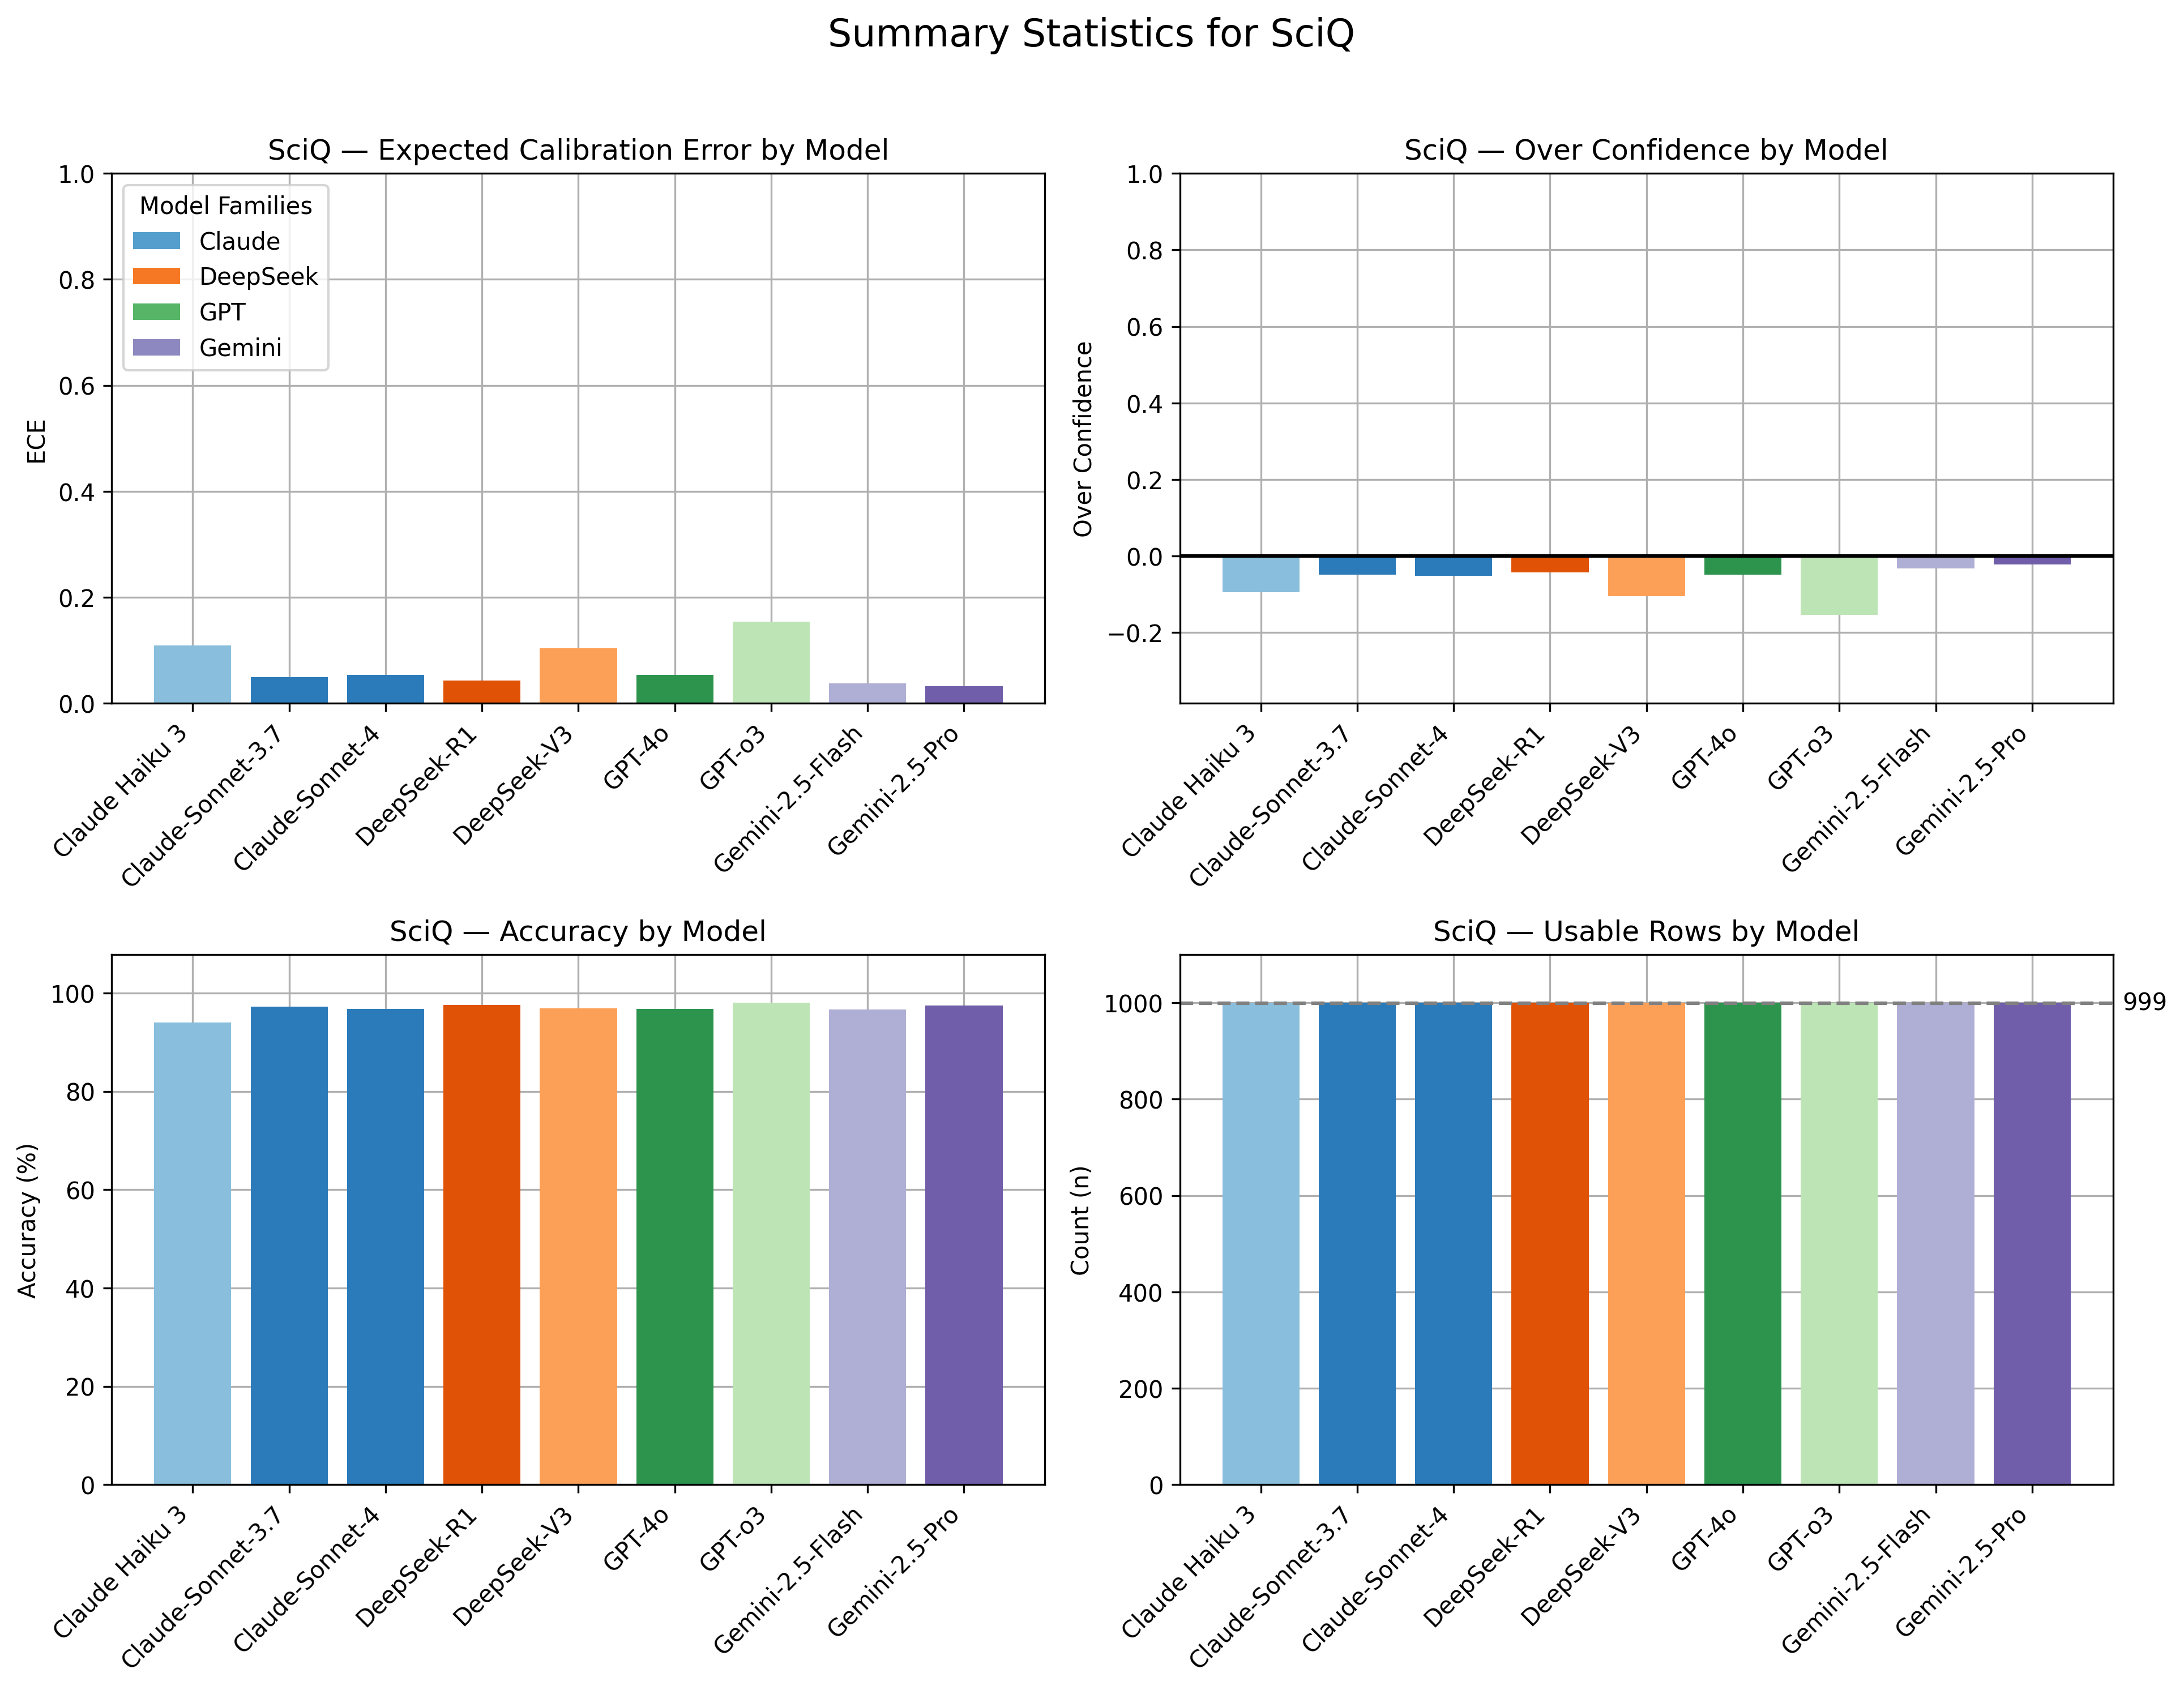 Summary Statistics for SciQ
SciQ — Expected Calibration Error by Model
ECE
1.0
0.8
0.6
0.4
0.2
0.0
Model Families
Claude
DeepSeek
GPT
Gemini
Claude Haiku 3
Claude-Sonnet-3.7
Claude-Sonnet-4
DeepSeek-R1
DeepSeek-V3
GPT-4o
GPT-o3
Gemini-2.5-Flash
Gemini-2.5-Pro
SciQ — Over Confidence by Model
Over Confidence
1.0
0.8
0.6
0.4
0.2
0.0
−0.2
Claude Haiku 3
Claude-Sonnet-3.7
Claude-Sonnet-4
DeepSeek-R1
DeepSeek-V3
GPT-4o
GPT-o3
Gemini-2.5-Flash
Gemini-2.5-Pro
SciQ — Accuracy by Model
Accuracy (%)
100
80
60
40
20
0
Claude Haiku 3
Claude-Sonnet-3.7
Claude-Sonnet-4
DeepSeek-R1
DeepSeek-V3
GPT-4o
GPT-o3
Gemini-2.5-Flash
Gemini-2.5-Pro
SciQ — Usable Rows by Model
Count (n)
1000
800
600
400
200
0
999
Claude Haiku 3
Claude-Sonnet-3.7
Claude-Sonnet-4
DeepSeek-R1
DeepSeek-V3
GPT-4o
GPT-o3
Gemini-2.5-Flash
Gemini-2.5-Pro